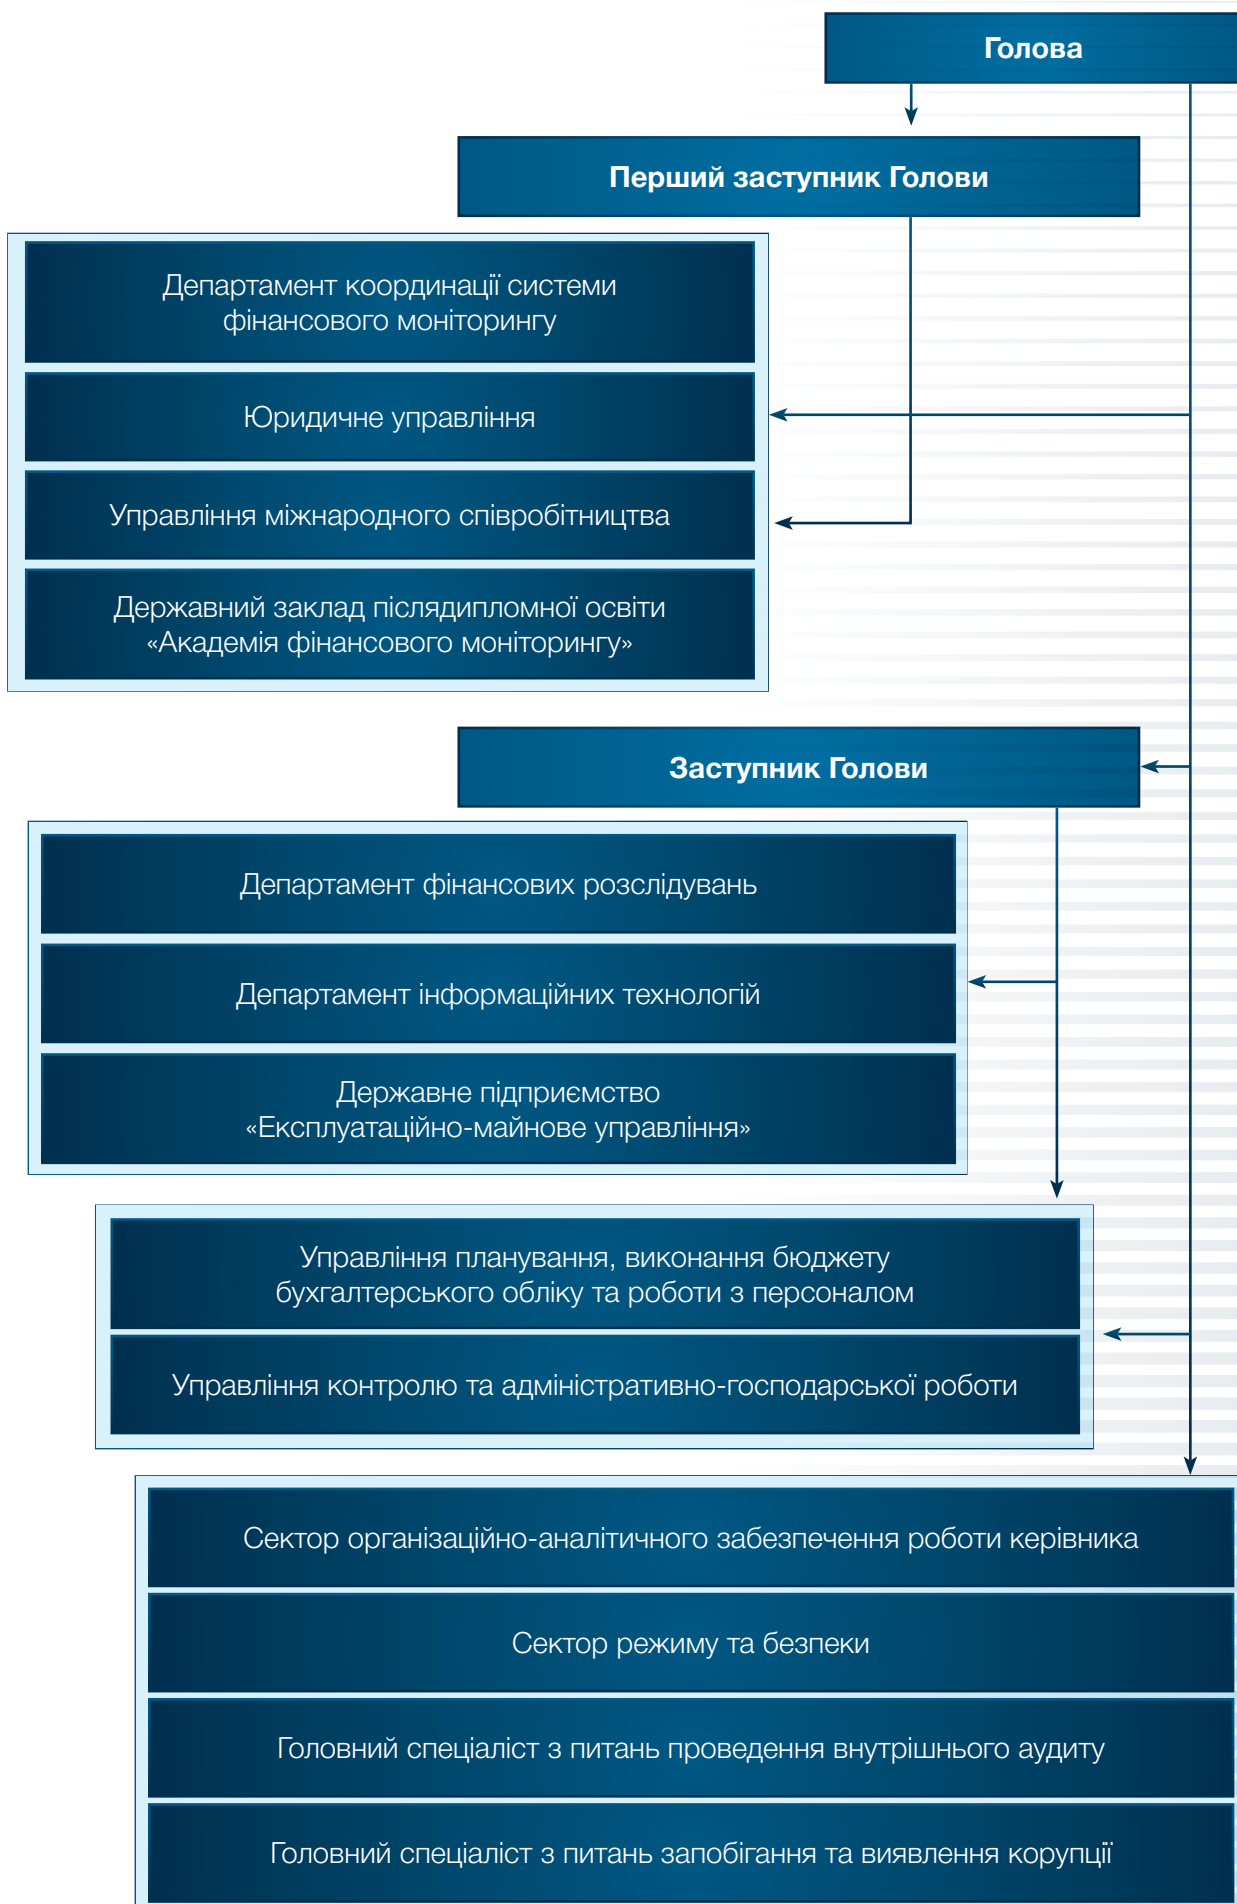 Голова
Перший заступник Голови
Департамент координації системи
фінансового моніторингу
Юридичне управління
Управління міжнародного співробітництва
Державний заклад післядипломної освіти
«Академія фінансового моніторингу»
Заступник Голови
Департамент фінансових розслідувань
Департамент інформаційних технологій
Державне підприємство
«Експлуатаційно-майнове управління»
Управління планування, виконання бюджету
бухгалтерського обліку та роботи з персоналом
Управління контролю та адміністративно-господарської роботи
Сектор організаційно-аналітичного забезпечення роботи керівника
Сектор режиму та безпеки
Головний спеціаліст з питань проведення внутрішнього аудиту
Головний спеціаліст з питань запобігання та виявлення корупції